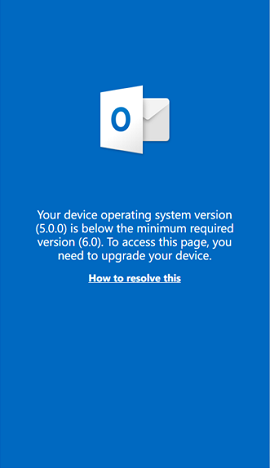 O
Your device operating system version
(5.0.0) is below the minimum required
version (6.0). To access this page, you
need to upgrade your device.
How to resolve this